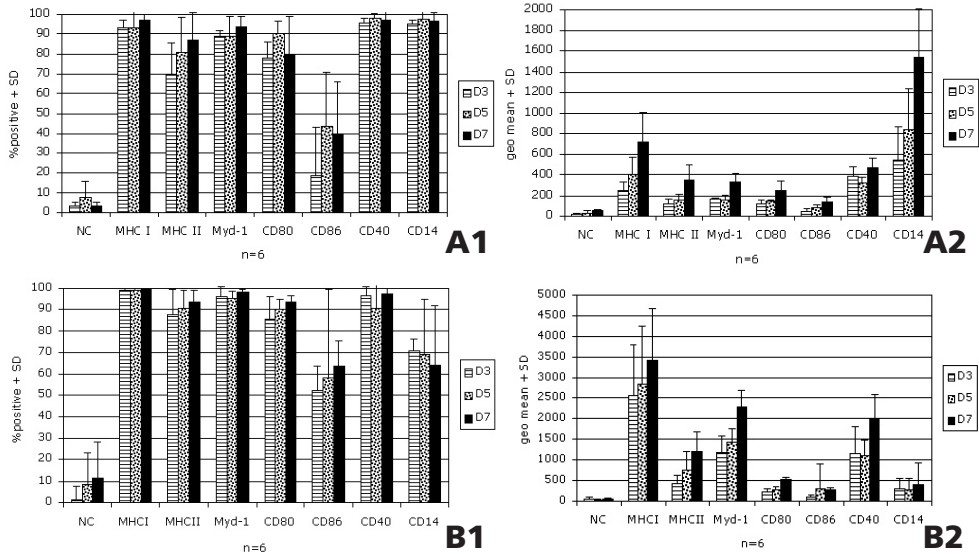 100
90
80
70
60
50
40
30
20
10
0
%positive + SD
NC MHC I MHC II Myd-1 CD80 CD86 CD40 CD14
n=6
D3
D5
D7
A1
2000
1800
1600
1400
1200
1000
800
600
400
200
0
geo mean + SD
NC MHC I MHC II Myd-1 CD80 CD86 CD40 CD14
n=6
D3
D5
D7
A2
100
90
80
70
60
50
40
30
20
10
0
%positive + SD
NC MHCI MHCII Myd-1 CD80 CD86 CD40 CD14
n=6
D3
D5
D7
B1
5000
4500
4000
3500
3000
2500
2000
1500
1000
500
0
geo mean + SD
NC MHCI MHCII Myd-1 CD80 CD86 CD40 CD14
n=6
D3
D5
D7
B2